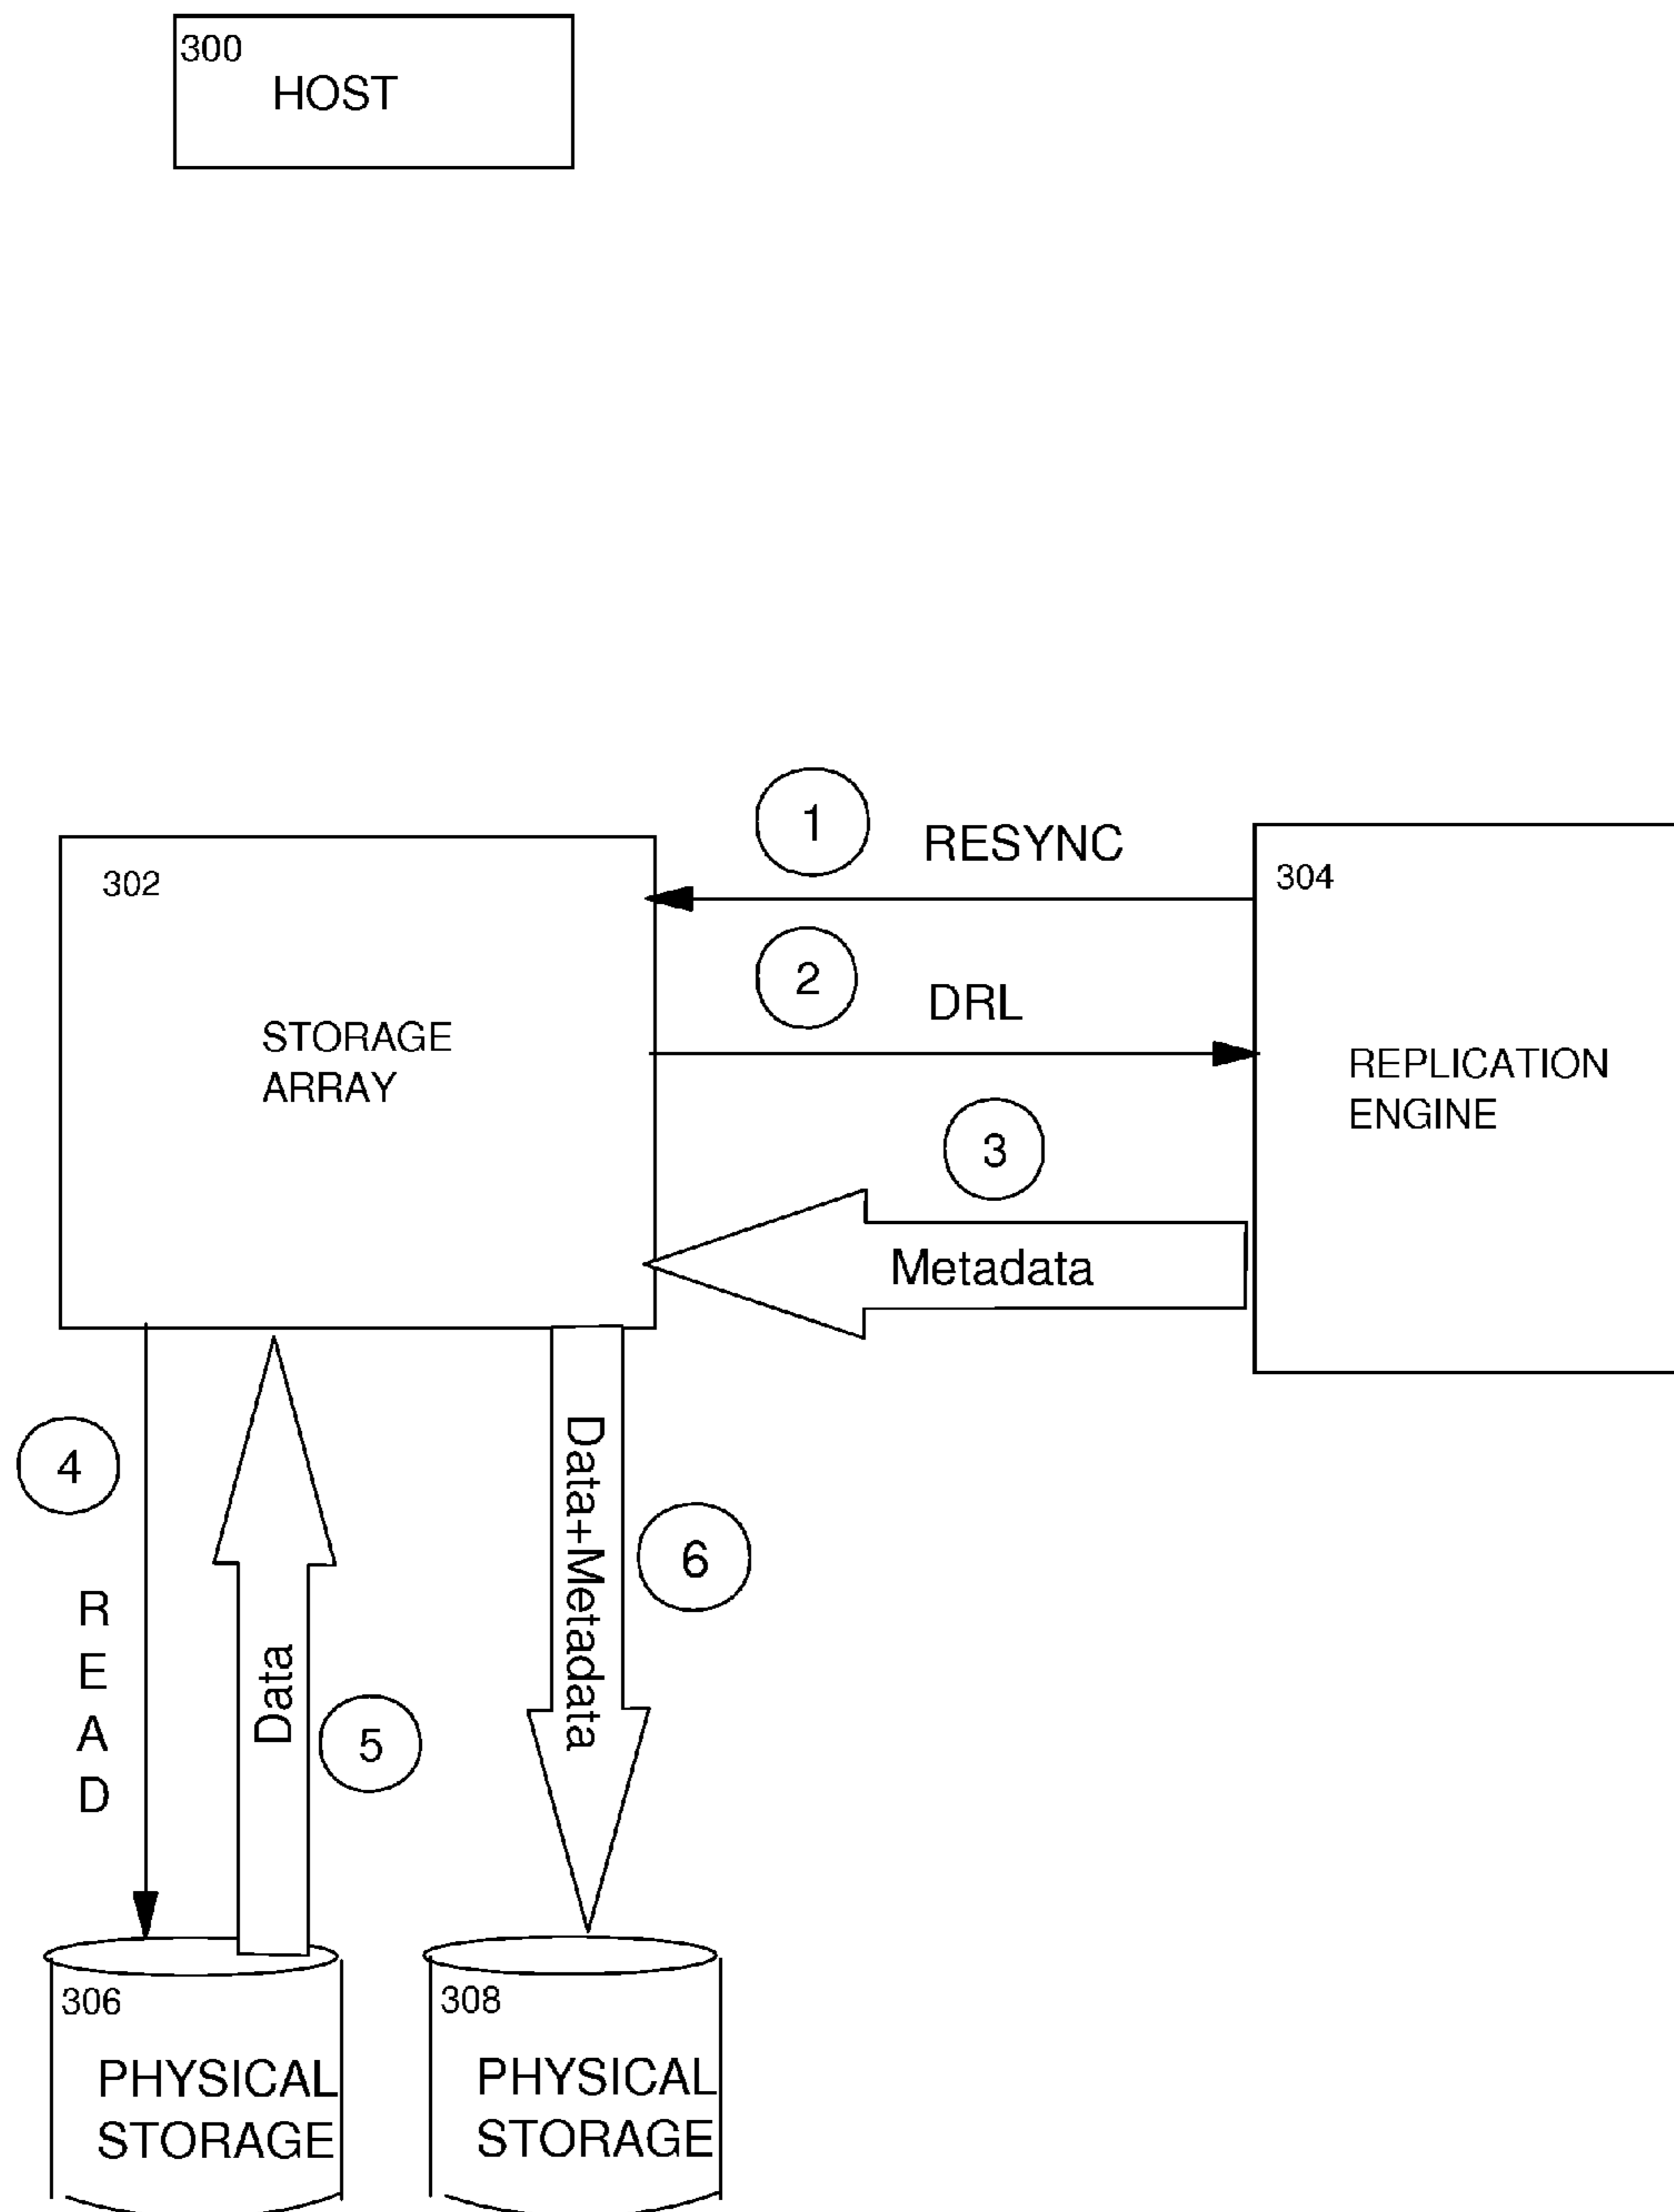 300
HOST
1
RESYNC
302
304
2
DRL
STORAGE
ARRAY
REPLICATION
ENGINE
3
Metadata
4
READ
Data
5
Data+Metadata
6
306
PHYSICAL
STORAGE
308
PHYSICAL
STORAGE